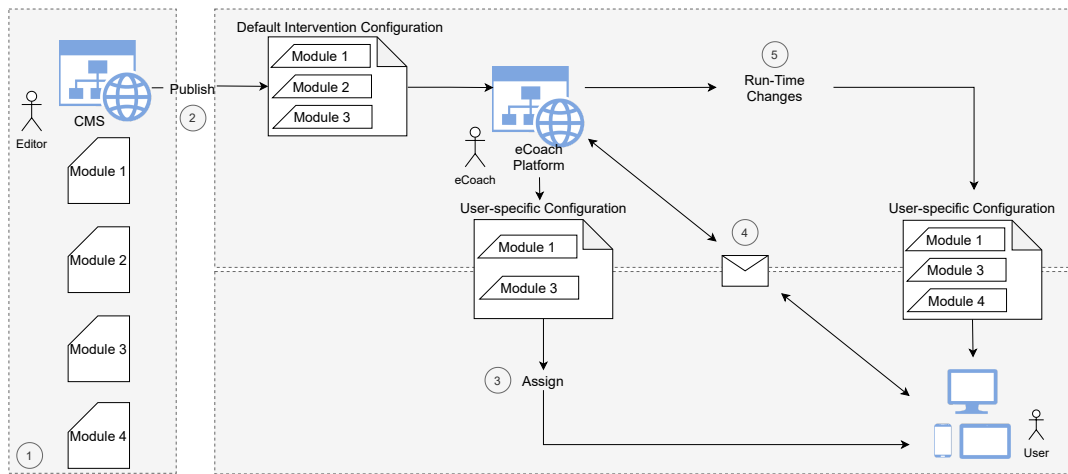 Editor
CMS
Module 1
Module 2
Module 3
Module 4
1
Publish
2
Default Intervention Configuration
Module 1
Module 2
Module 3
eCoach
eCoach
Platform
User-specific Configuration
Module 1
Module 3
3
Assign
4
5
Run-Time
Changes
User-specific Configuration
Module 1
Module 3
Module 4
User